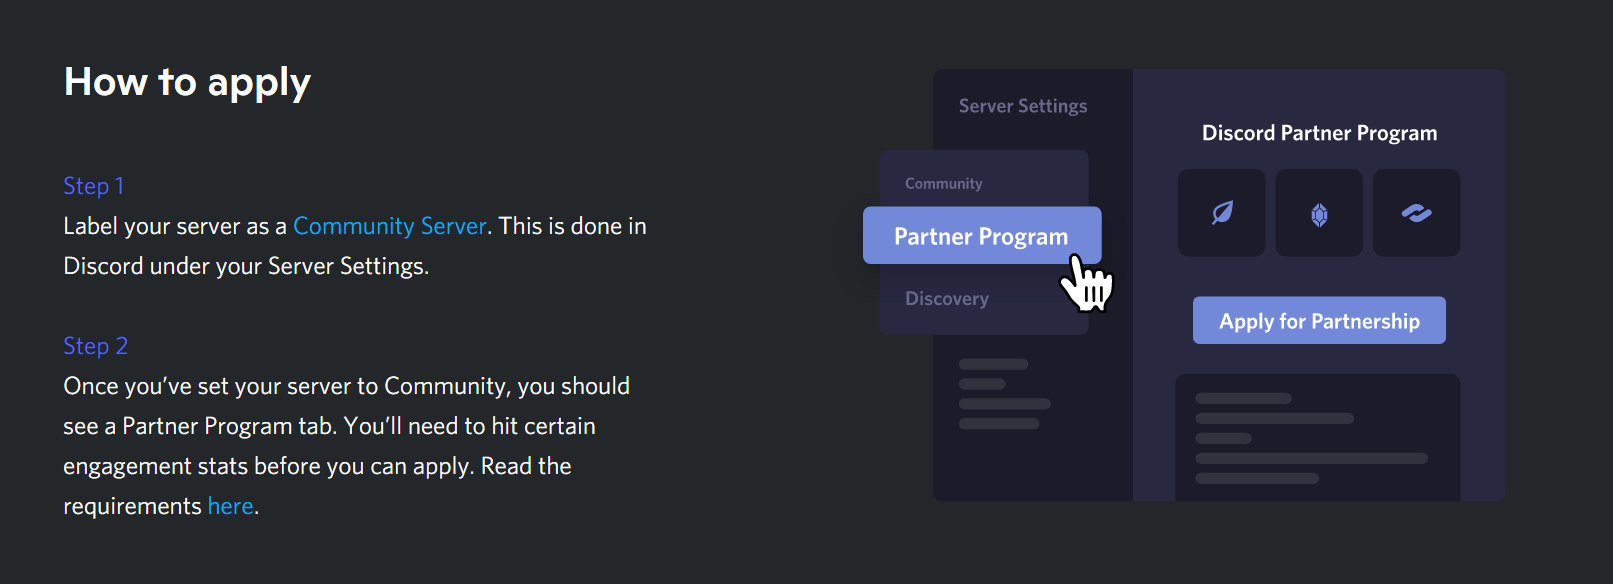 How to apply
Step 1
Label your server as a Community Server. This is done in
Discord under your Server Settings.
Step 2
Once you’ve set your server to Community, you should
see a Partner Program tab. You’ll need to hit certain
engagement stats before you can apply. Read the
requirements here.
Server Settings
Community
Partner Program
Discovery
Discord Partner Program
Apply for Partnership